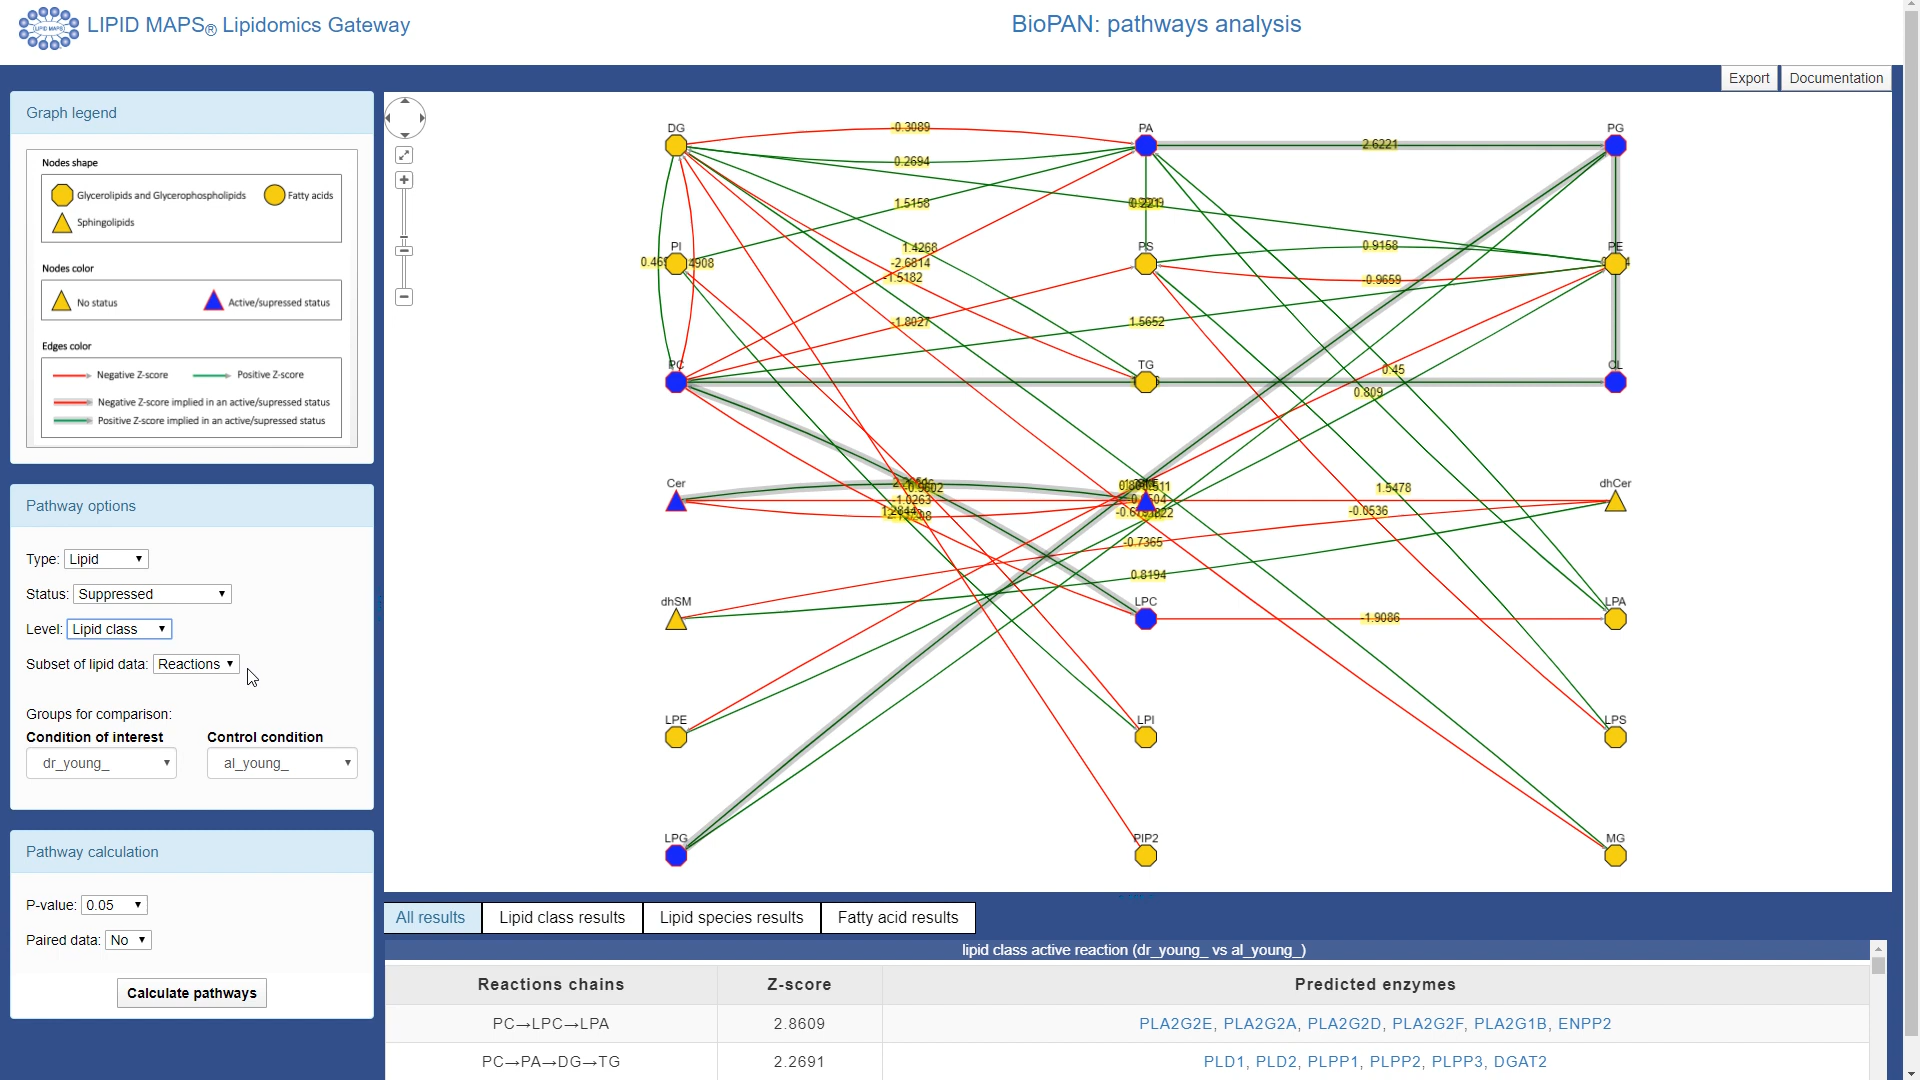 LIPID MAPS® Lipidomics Gateway
BioPAN: pathways analysis
LIPID MAPS
Export
Documentation
Graph legend
Nodes shape
Glycerolipids and Glycerophospholipids
Fatty acids
Sphingolipids
Nodes color
No status
Active/supressed status
Edges color
Negative Z-score
Positive Z-score
Negative Z-score implied in an active/supressed status
Positive Z-score implied in an active/supressed status
Pathway options
Type: Lipid
Status: Suppressed
Level: Lipid class
Subset of lipid data: Reactions
Groups for comparison:
Condition of interest
Control condition
dr_young_
al_young_
Pathway calculation
P-value: 0.05
Paired data: No
Calculate pathways
DG
PA
PG
-0.3089
2.6221
0.2694
1.5158
PI
PS
PE
1.4268
0.9158
-2.6814
-1.5182
-0.9659
-1.8027
1.5652
PC
TG
CL
0.45
0.809
Cer
dhCer
1.5478
-1.0263
-0.0536
-0.7365
0.8194
dhSM
LPC
LPA
-1.9086
LPE
LPI
LPS
LPG
PIP2
MG
All results
Lipid class results
Lipid species results
Fatty acid results
lipid class active reaction (dr_young_ vs al_young_)
Reactions chains
Z-score
Predicted enzymes
PC→LPC→LPA
2.8609
PLA2G2E, PLA2G2A, PLA2G2D, PLA2G2F, PLA2G1B, ENPP2
PC→PA→DG→TG
2.2691
PLD1, PLD2, PLPP1, PLPP2, PLPP3, DGAT2